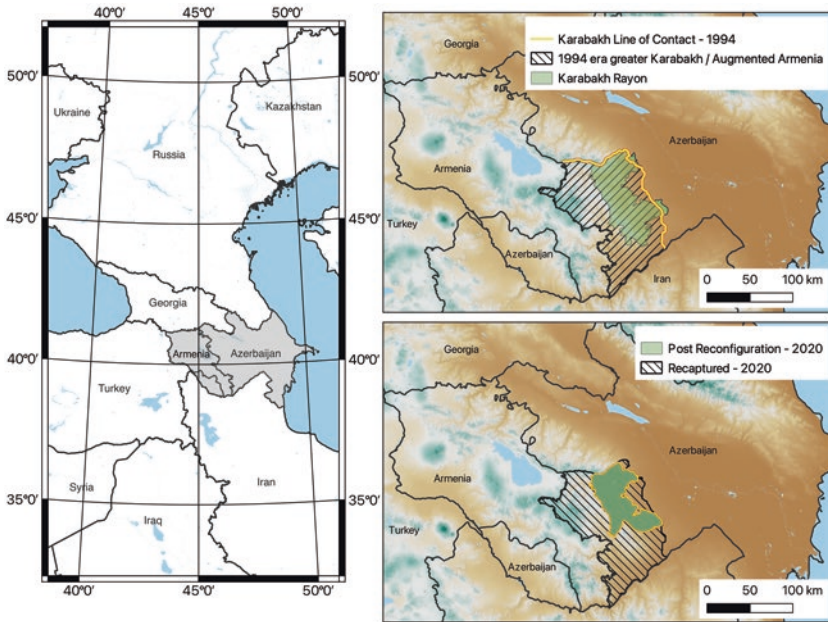 40°0' 45°0' 50°0'
50°0'
50°0'
Ukraine
Kazakhstan
Russia
45°0'
45°0'
Georgia
Armenia
Azerbaijan
40°0'
40°0'
Turkey
Syria
Iran
35°0'
35°0'
Iraq
40°0' 45°0' 50°0'
Georgia
Karabakh Line of Contact - 1994
1994 era greater Karabakh / Augmented Armenia
Karabakh Rayon
Azerbaijan
Armenia
Turkey
Azerbaijan
Iran
0 50 100 km
Georgia
Post Reconfiguration - 2020
Recaptured - 2020
Azerbaijan
Armenia
Turkey
Azerbaijan
0 50 100 km